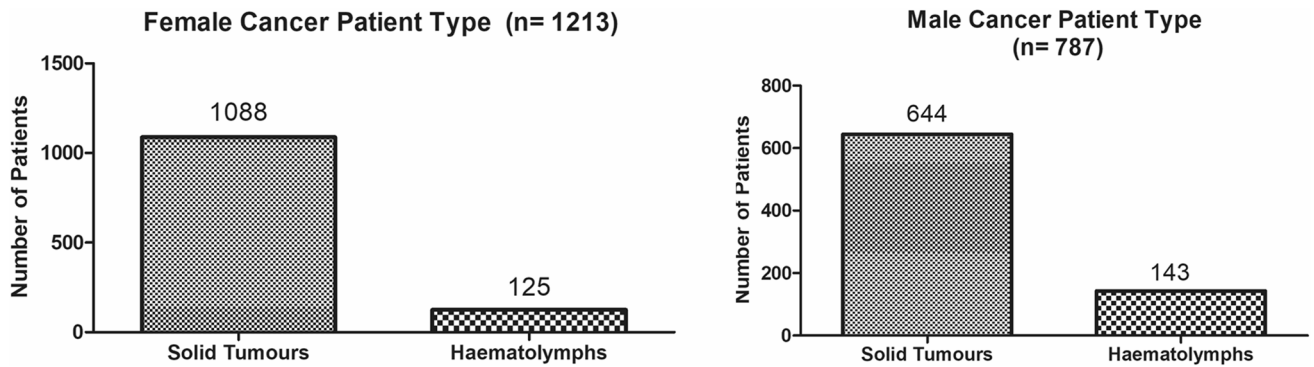 Female Cancer Patient Type (n= 1213)
Number of Patients
1500
1000
500
0
1088
125
Solid Tumours
Haematolymphs
Male Cancer Patient Type
(n= 787)
Number of Patients
800
600
400
200
0
644
143
Solid Tumours
Haematolymphs